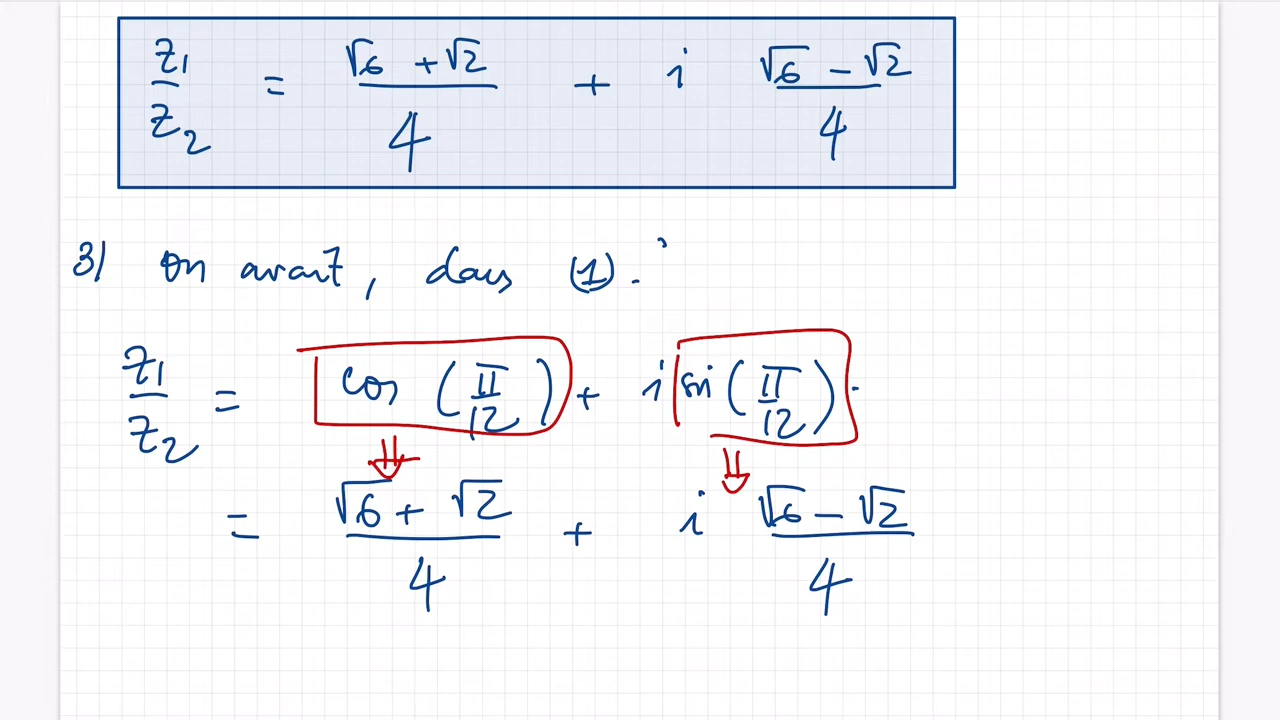 z₁/z₂ = (√6 + √2)/4 + i (√6 − √2)/4
3) On avait, dans (1).
z₁/z₂ = cos(π/12) + i sin(π/12).
= (√6 + √2)/4 + i (√6 − √2)/4